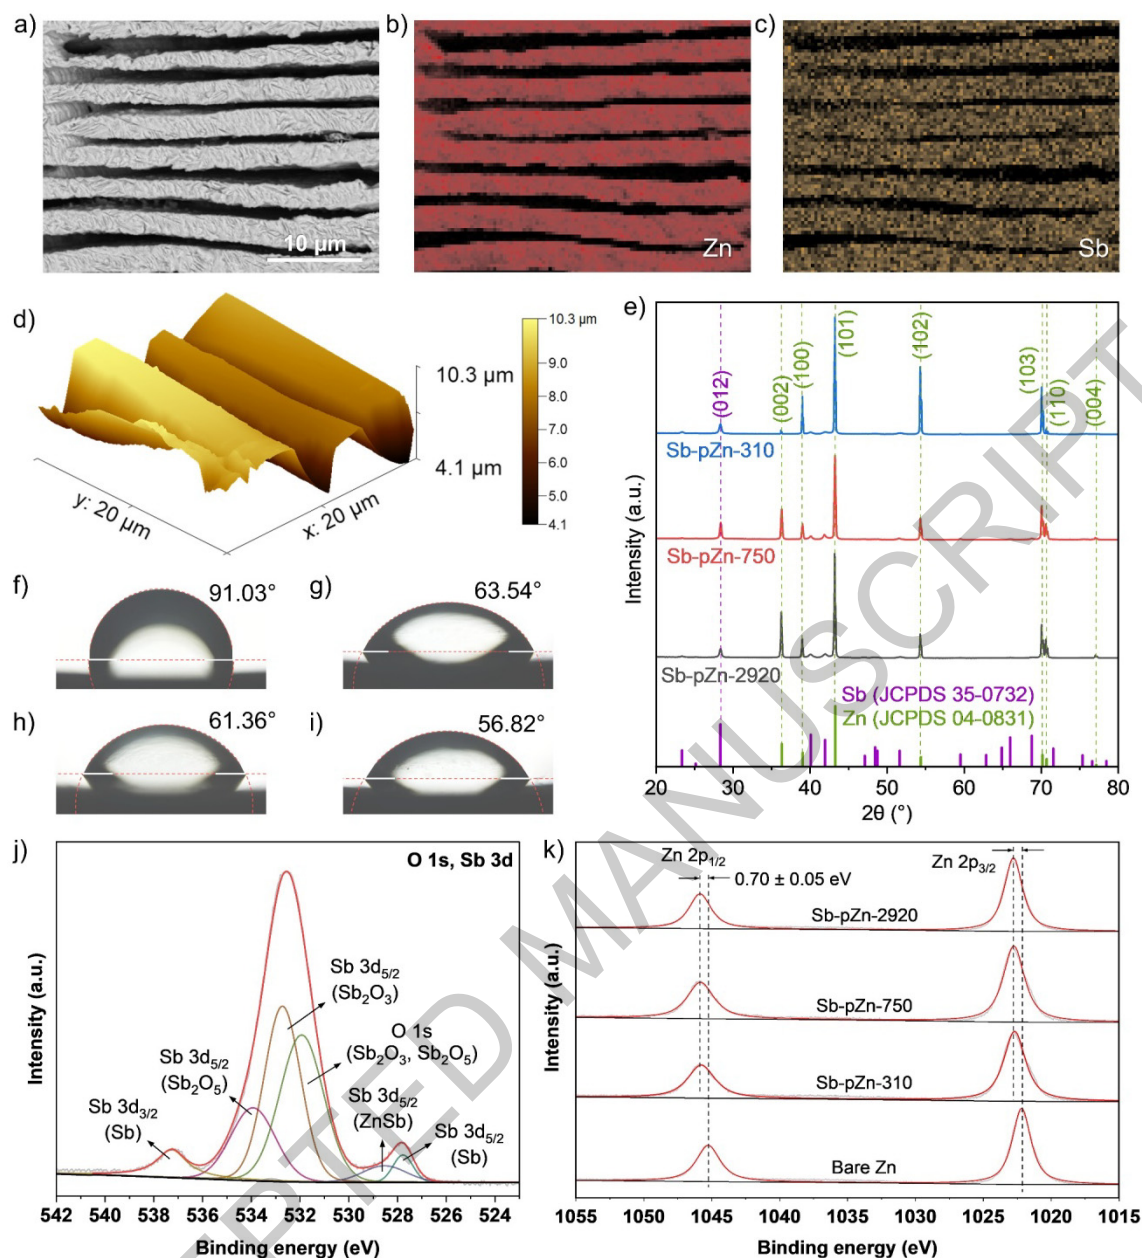 a)
10 µm
b)
Zn
c)
Sb
d)
10.3 µm
9.0
8.0
7.0
6.0
5.0
4.1
10.3 µm
4.1 µm
y: 20 µm
x: 20 µm
e)
(012)
(002)
(100)
(101)
(102)
(103)
(110)
(004)
Sb-pZn-310
Sb-pZn-750
Sb-pZn-2920
Sb (JCPDS 35-0732)
Zn (JCPDS 04-0831)
Intensity (a.u.)
20 30 40 50 60 70 80
2θ (°)
f)
91.03°
g)
63.54°
h)
61.36°
i)
56.82°
j)
O 1s, Sb 3d
Sb 3d5/2
(Sb2O3)
O 1s
(Sb2O3, Sb2O5)
Sb 3d5/2
(Sb2O5)
Sb 3d3/2
(Sb)
Sb 3d5/2
(ZnSb)
Sb 3d5/2
(Sb)
Intensity (a.u.)
542 540 538 536 534 532 530 528 526 524
Binding energy (eV)
k)
Zn 2p1/2
0.70 ± 0.05 eV
Zn 2p3/2
Sb-pZn-2920
Sb-pZn-750
Sb-pZn-310
Bare Zn
Intensity (a.u.)
1055 1050 1045 1040 1035 1030 1025 1020 1015
Binding energy (eV)
PTED MANUSCRIPT